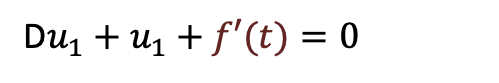 Du₁ + u₁ + f′(t) = 0